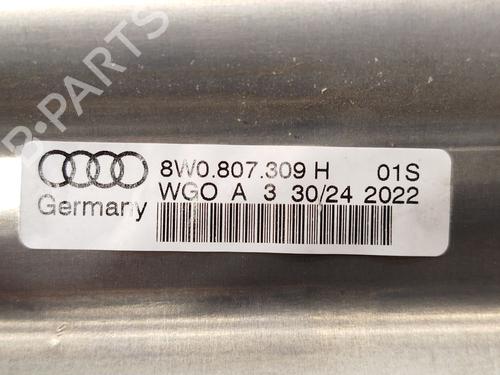 B-PARTS
8W0.807.309 H 01S
WGO A 3 30/24 2022
Germany